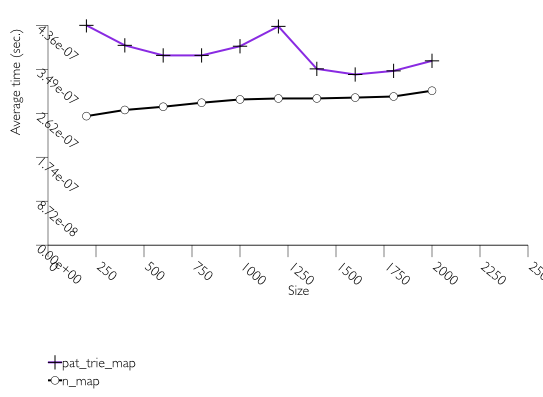 Average time (sec.)
4.36e-07
3.49e-07
2.62e-07
1.74e-07
8.72e-08
0.00e+00
0
250
500
750
1000
1250
1500
1750
2000
2250
Size
pat_trie_map
n_map